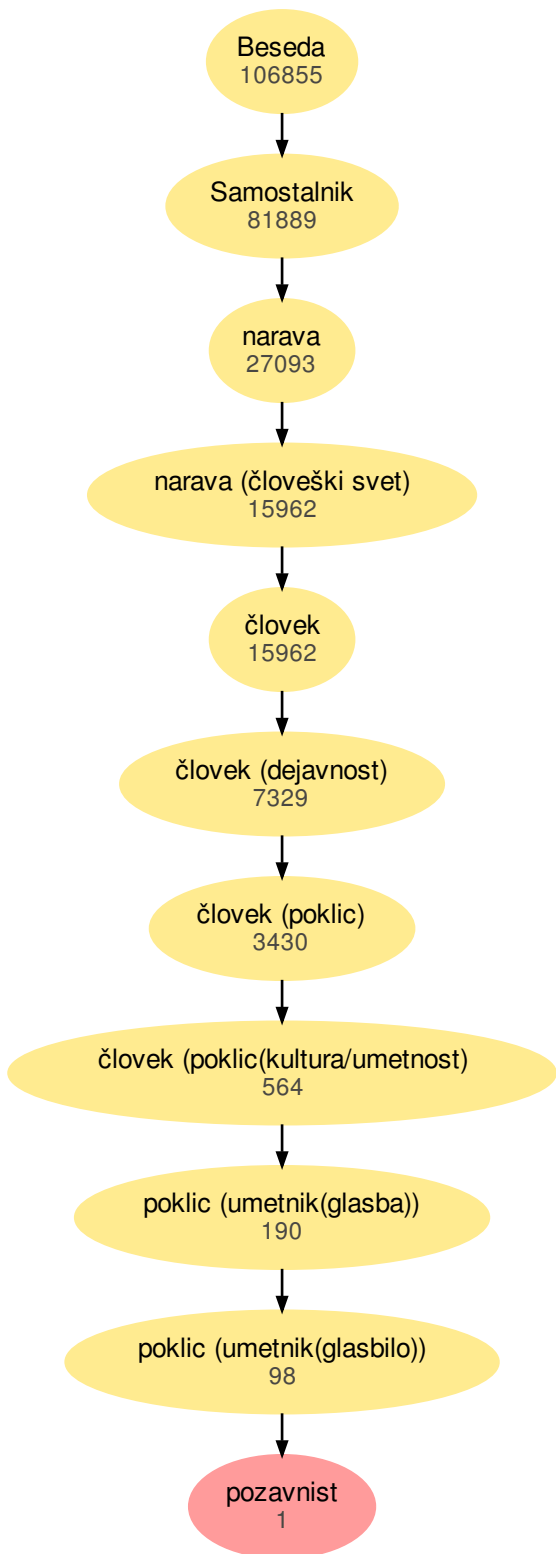 Beseda
106855
Samostalnik
81889
narava
27093
narava (človeški svet)
15962
človek
15962
človek (dejavnost)
7329
človek (poklic)
3430
človek (poklic(kultura/umetnost)
564
poklic (umetnik(glasba))
190
poklic (umetnik(glasbilo))
98
pozavnist
1